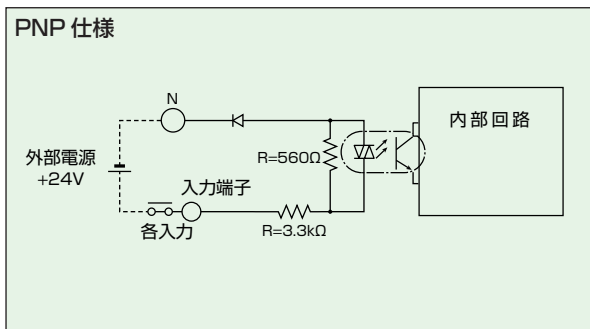 PNP 仕様
N
内部回路
外部電源
+24V
R=560Ω
入力端子
各入力
R=3.3kΩ